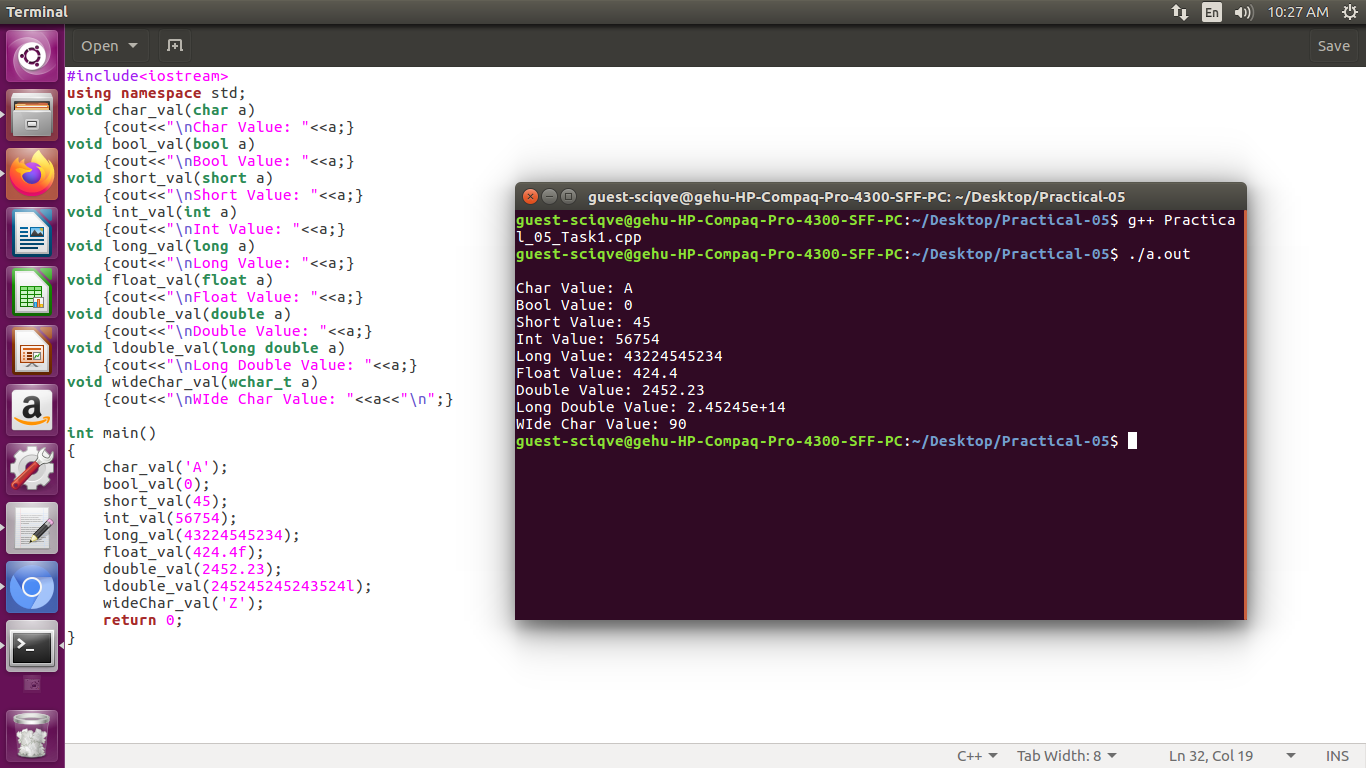 Terminal
En
10:27 AM
Open
Save
#include<iostream>
using namespace std;
void char_val(char a)
    {cout<<"\nChar Value: "<<a;}
void bool_val(bool a)
    {cout<<"\nBool Value: "<<a;}
void short_val(short a)
    {cout<<"\nShort Value: "<<a;}
void int_val(int a)
    {cout<<"\nInt Value: "<<a;}
void long_val(long a)
    {cout<<"\nLong Value: "<<a;}
void float_val(float a)
    {cout<<"\nFloat Value: "<<a;}
void double_val(double a)
    {cout<<"\nDouble Value: "<<a;}
void ldouble_val(long double a)
    {cout<<"\nLong Double Value: "<<a;}
void wideChar_val(wchar_t a)
    {cout<<"\nWIde Char Value: "<<a<<"\n";}
int main()
{
    char_val('A');
    bool_val(0);
    short_val(45);
    int_val(56754);
    long_val(43224545234);
    float_val(424.4f);
    double_val(2452.23);
    ldouble_val(245245245243524l);
    wideChar_val('Z');
    return 0;
}
guest-sciqve@gehu-HP-Compaq-Pro-4300-SFF-PC: ~/Desktop/Practical-05
guest-sciqve@gehu-HP-Compaq-Pro-4300-SFF-PC:~/Desktop/Practical-05$ g++ Practica
l_05_Task1.cpp
guest-sciqve@gehu-HP-Compaq-Pro-4300-SFF-PC:~/Desktop/Practical-05$ ./a.out
Char Value: A
Bool Value: 0
Short Value: 45
Int Value: 56754
Long Value: 43224545234
Float Value: 424.4
Double Value: 2452.23
Long Double Value: 2.45245e+14
WIde Char Value: 90
guest-sciqve@gehu-HP-Compaq-Pro-4300-SFF-PC:~/Desktop/Practical-05$
C++
Tab Width: 8
Ln 32, Col 19
INS